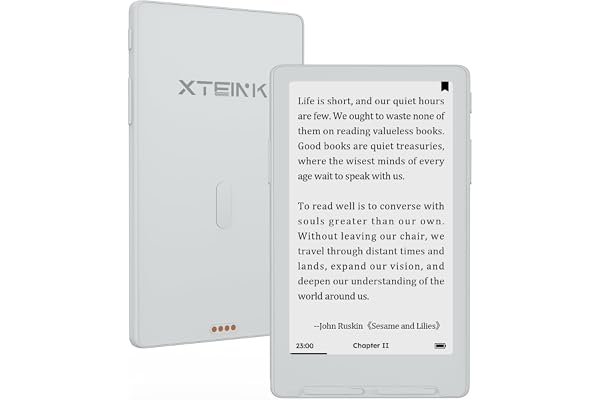 XTEINK
Life is short, and our quiet hours
are few. We ought to waste none of
them on reading valueless books.
Good books are quiet treasuries,
where the wisest minds of every
age wait to speak with us.
To read well is to converse with
souls greater than our own.
Without leaving our chair, we
travel through distant times and
lands, expand our vision, and
deepen our understanding of the
world around us.
--John Ruskin《Sesame and Lilies》
23:00 Chapter II